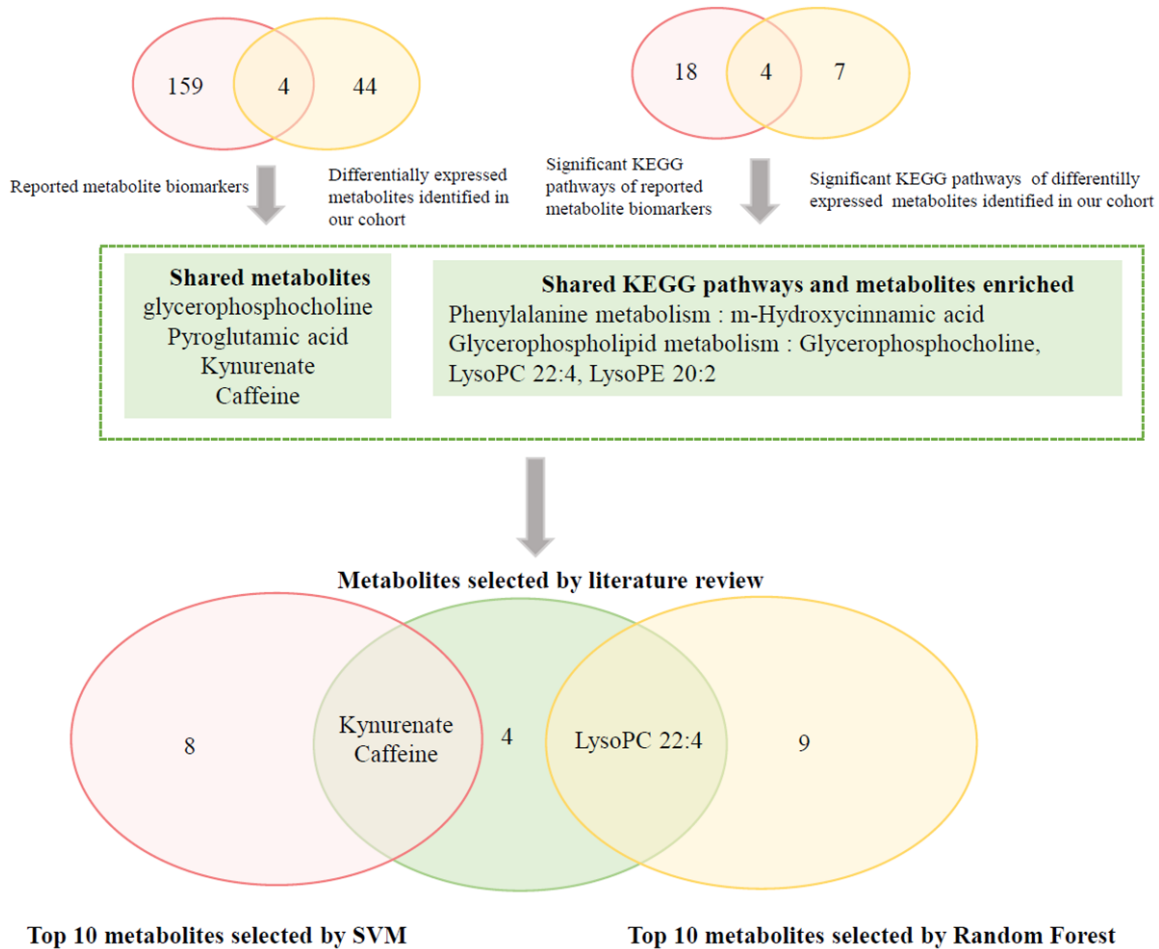 159 4 44
18 4 7
Reported metabolite biomarkers
Differentially expressed
metabolites identified in
our cohort
Significant KEGG
pathways of reported
metabolite biomarkers
Significant KEGG pathways of differentilly
expressed metabolites identified in our cohort
Shared metabolites
glycerophosphocholine
Pyroglutamic acid
Kynurenate
Caffeine
Shared KEGG pathways and metabolites enriched
Phenylalanine metabolism : m-Hydroxycinnamic acid
Glycerophospholipid metabolism : Glycerophosphocholine,
LysoPC 22:4, LysoPE 20:2
Metabolites selected by literature review
8
Kynurenate
Caffeine
4
LysoPC 22:4
9
Top 10 metabolites selected by SVM
Top 10 metabolites selected by Random Forest